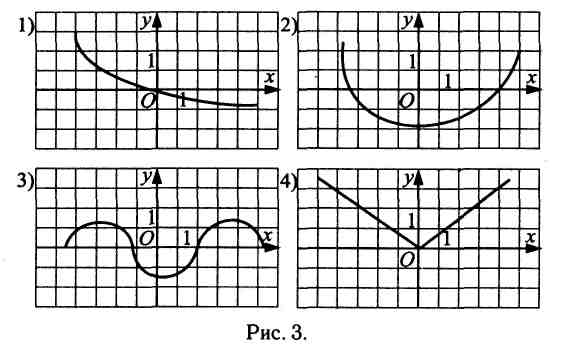 1) y 1 O 1 x
2) y 1 O 1 x
3) y 1 O 1 x
4) y 1 O 1 x
Рис. 3.